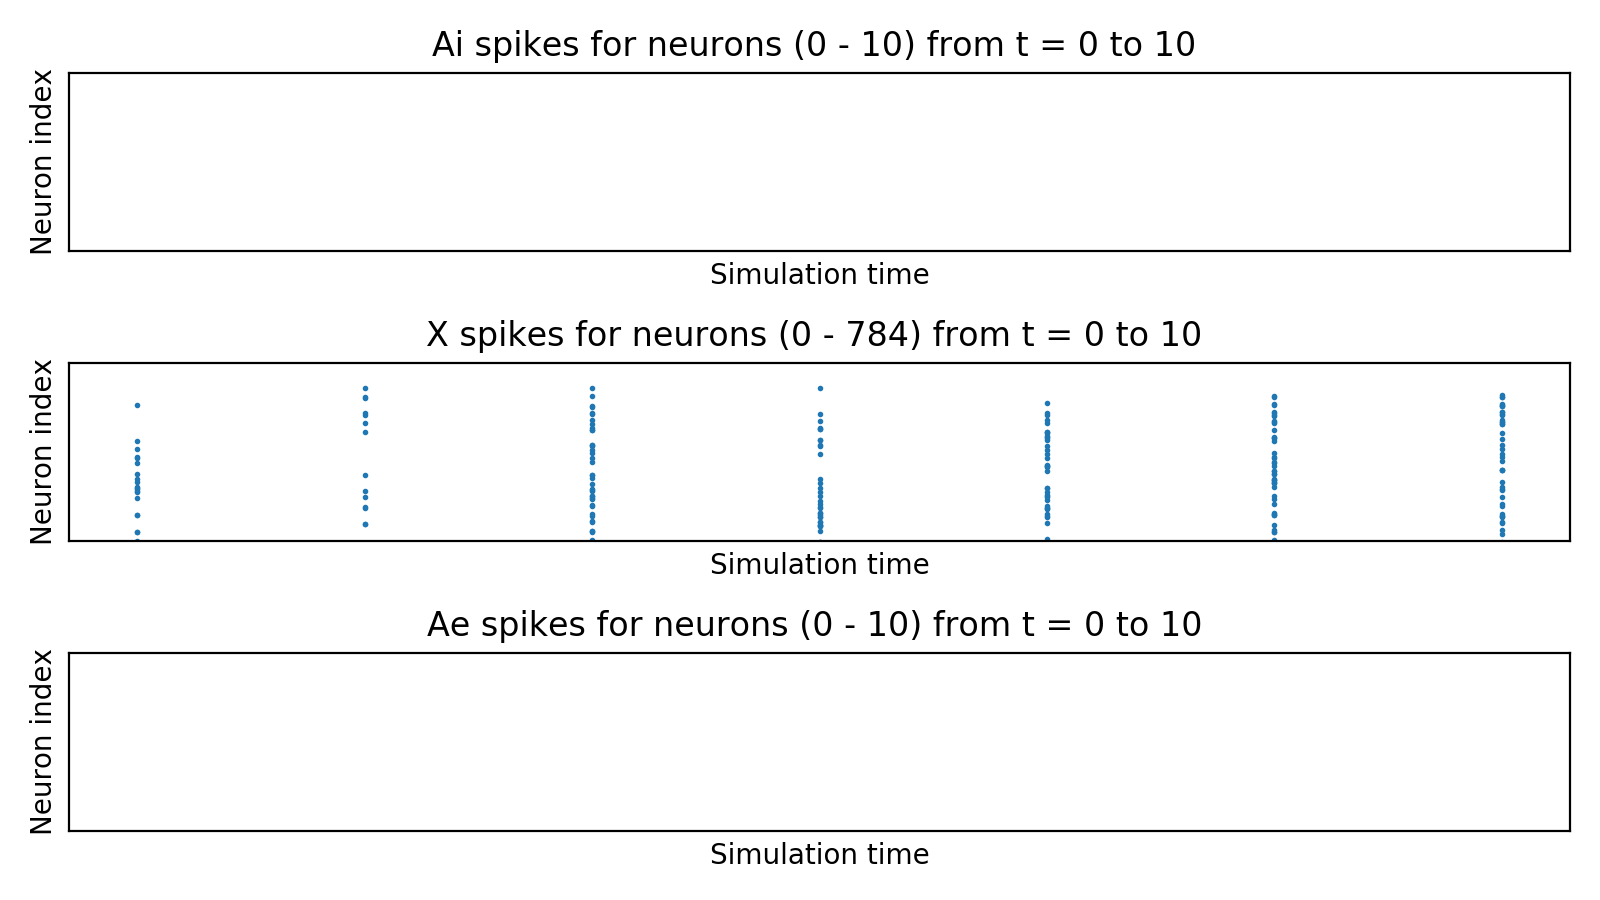 Ai spikes for neurons (0 - 10) from t = 0 to 10
Neuron index
Simulation time
X spikes for neurons (0 - 784) from t = 0 to 10
Neuron index
Simulation time
Ae spikes for neurons (0 - 10) from t = 0 to 10
Neuron index
Simulation time